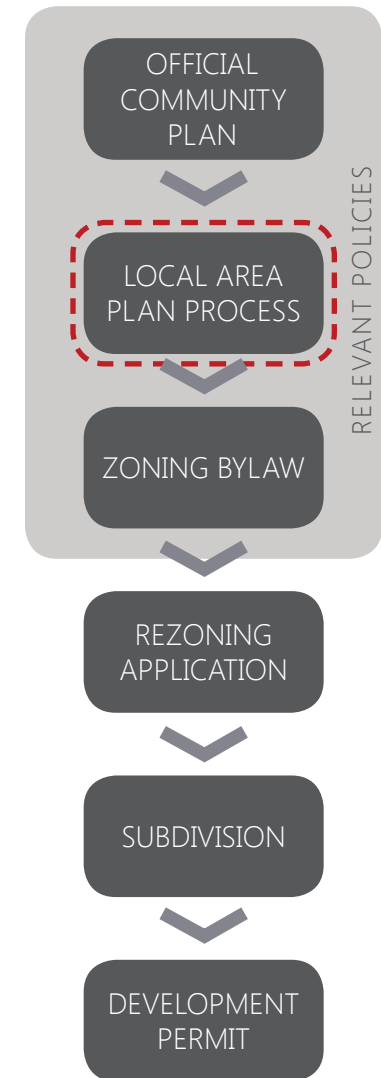 OFFICIAL
COMMUNITY
PLAN
LOCAL AREA
PLAN PROCESS
RELEVANT POLICIES
ZONING BYLAW
REZONING
APPLICATION
SUBDIVISION
DEVELOPMENT
PERMIT